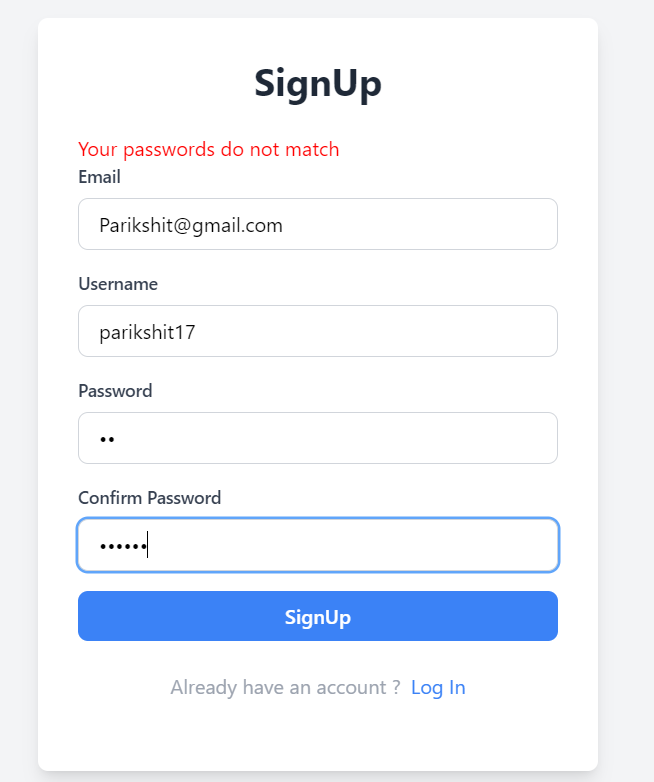 SignUp
Your passwords do not match
Email
Parikshit@gmail.com
Username
parikshit17
Password
••
Confirm Password
••••••
SignUp
Already have an account ? Log In